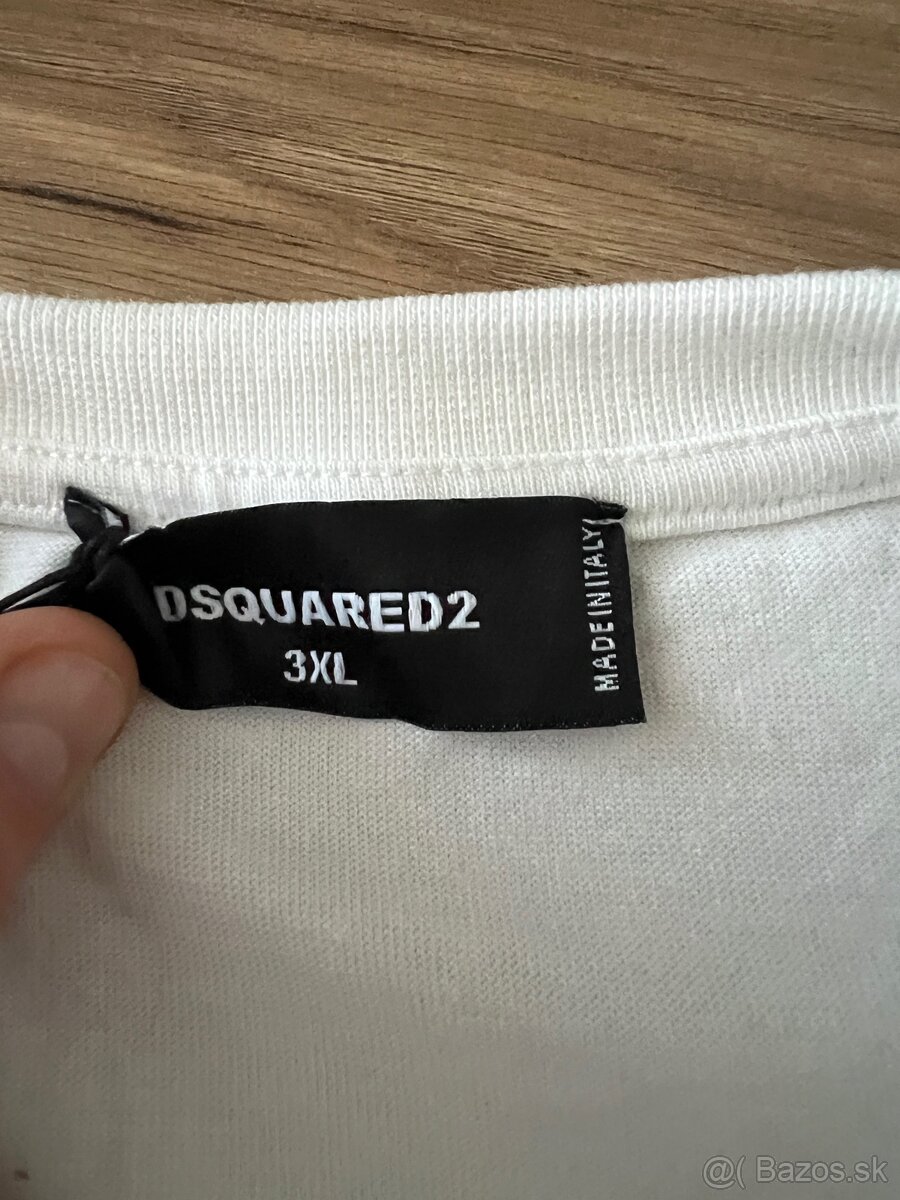 DSQUARED2
3XL
MADE IN ITALY
@( Bazos.sk